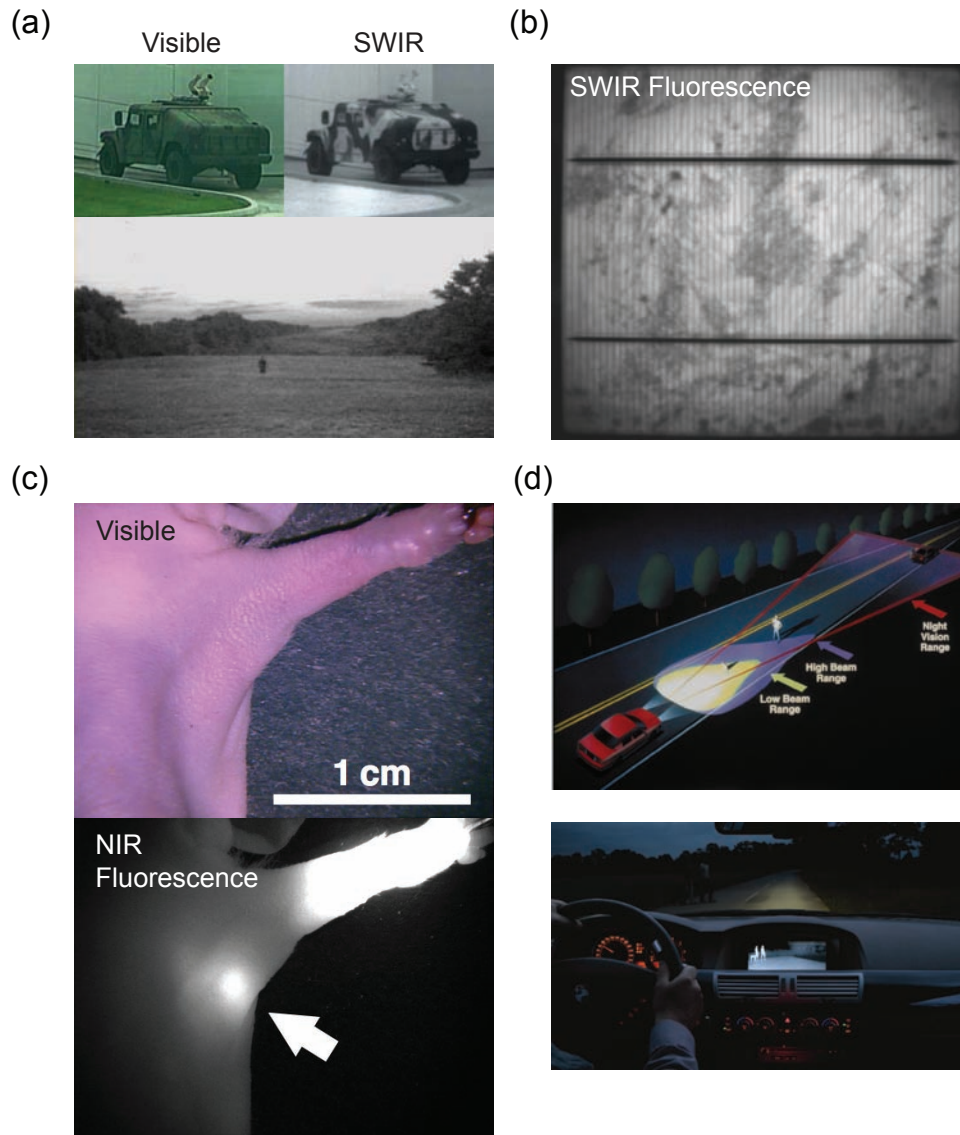 (a)
Visible
SWIR
(b)
SWIR Fluorescence
(c)
Visible
1 cm
NIR
Fluorescence
(d)
Night
Vision
Range
High Beam
Range
Low Beam
Range